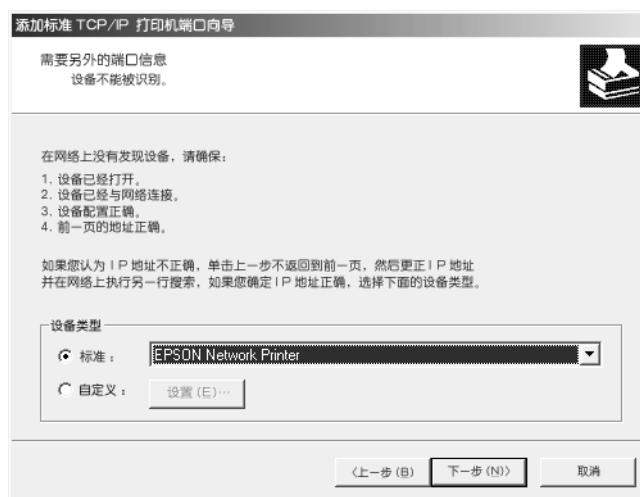 添加标准 TCP/IP 打印机端口向导
需要另外的端口信息
设备不能被识别。
在网络上没有发现设备，请确保：
1. 设备已经打开。
2. 设备已经与网络连接。
3. 设备配置正确。
4. 前一页的地址正确。
如果您认为 IP 地址不正确，单击上一步不返回到前一页，然后更正 IP 地址
并在网络上执行另一行搜索，如果您确定 IP 地址正确，选择下面的设备类型。
设备类型
标准： EPSON Network Printer
自定义： 设置 (E)…
〈上一步 (B) 下一步 (N)〉 取消